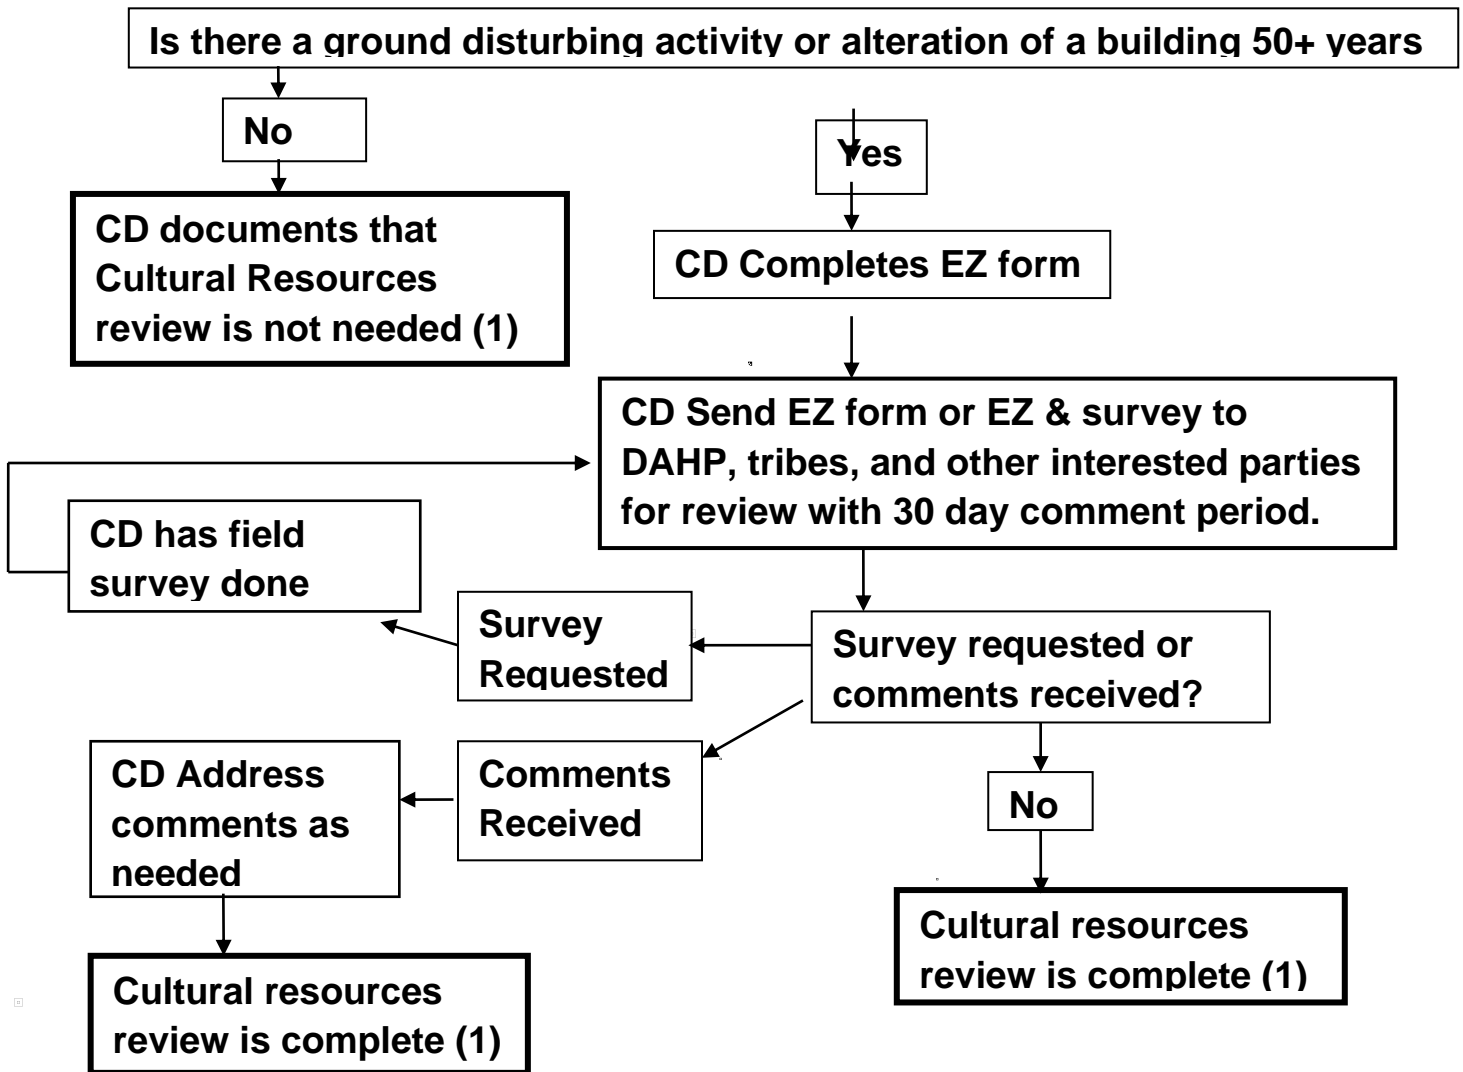 Is there a ground disturbing activity or alteration of a building 50+ years
No
Yes
CD documents that
Cultural Resources
review is not needed (1)
CD Completes EZ form
CD Send EZ form or EZ & survey to
DAHP, tribes, and other interested parties
for review with 30 day comment period.
CD has field
survey done
Survey
Requested
Survey requested or
comments received?
CD Address
comments as
needed
Comments
Received
No
Cultural resources
review is complete (1)
Cultural resources
review is complete (1)